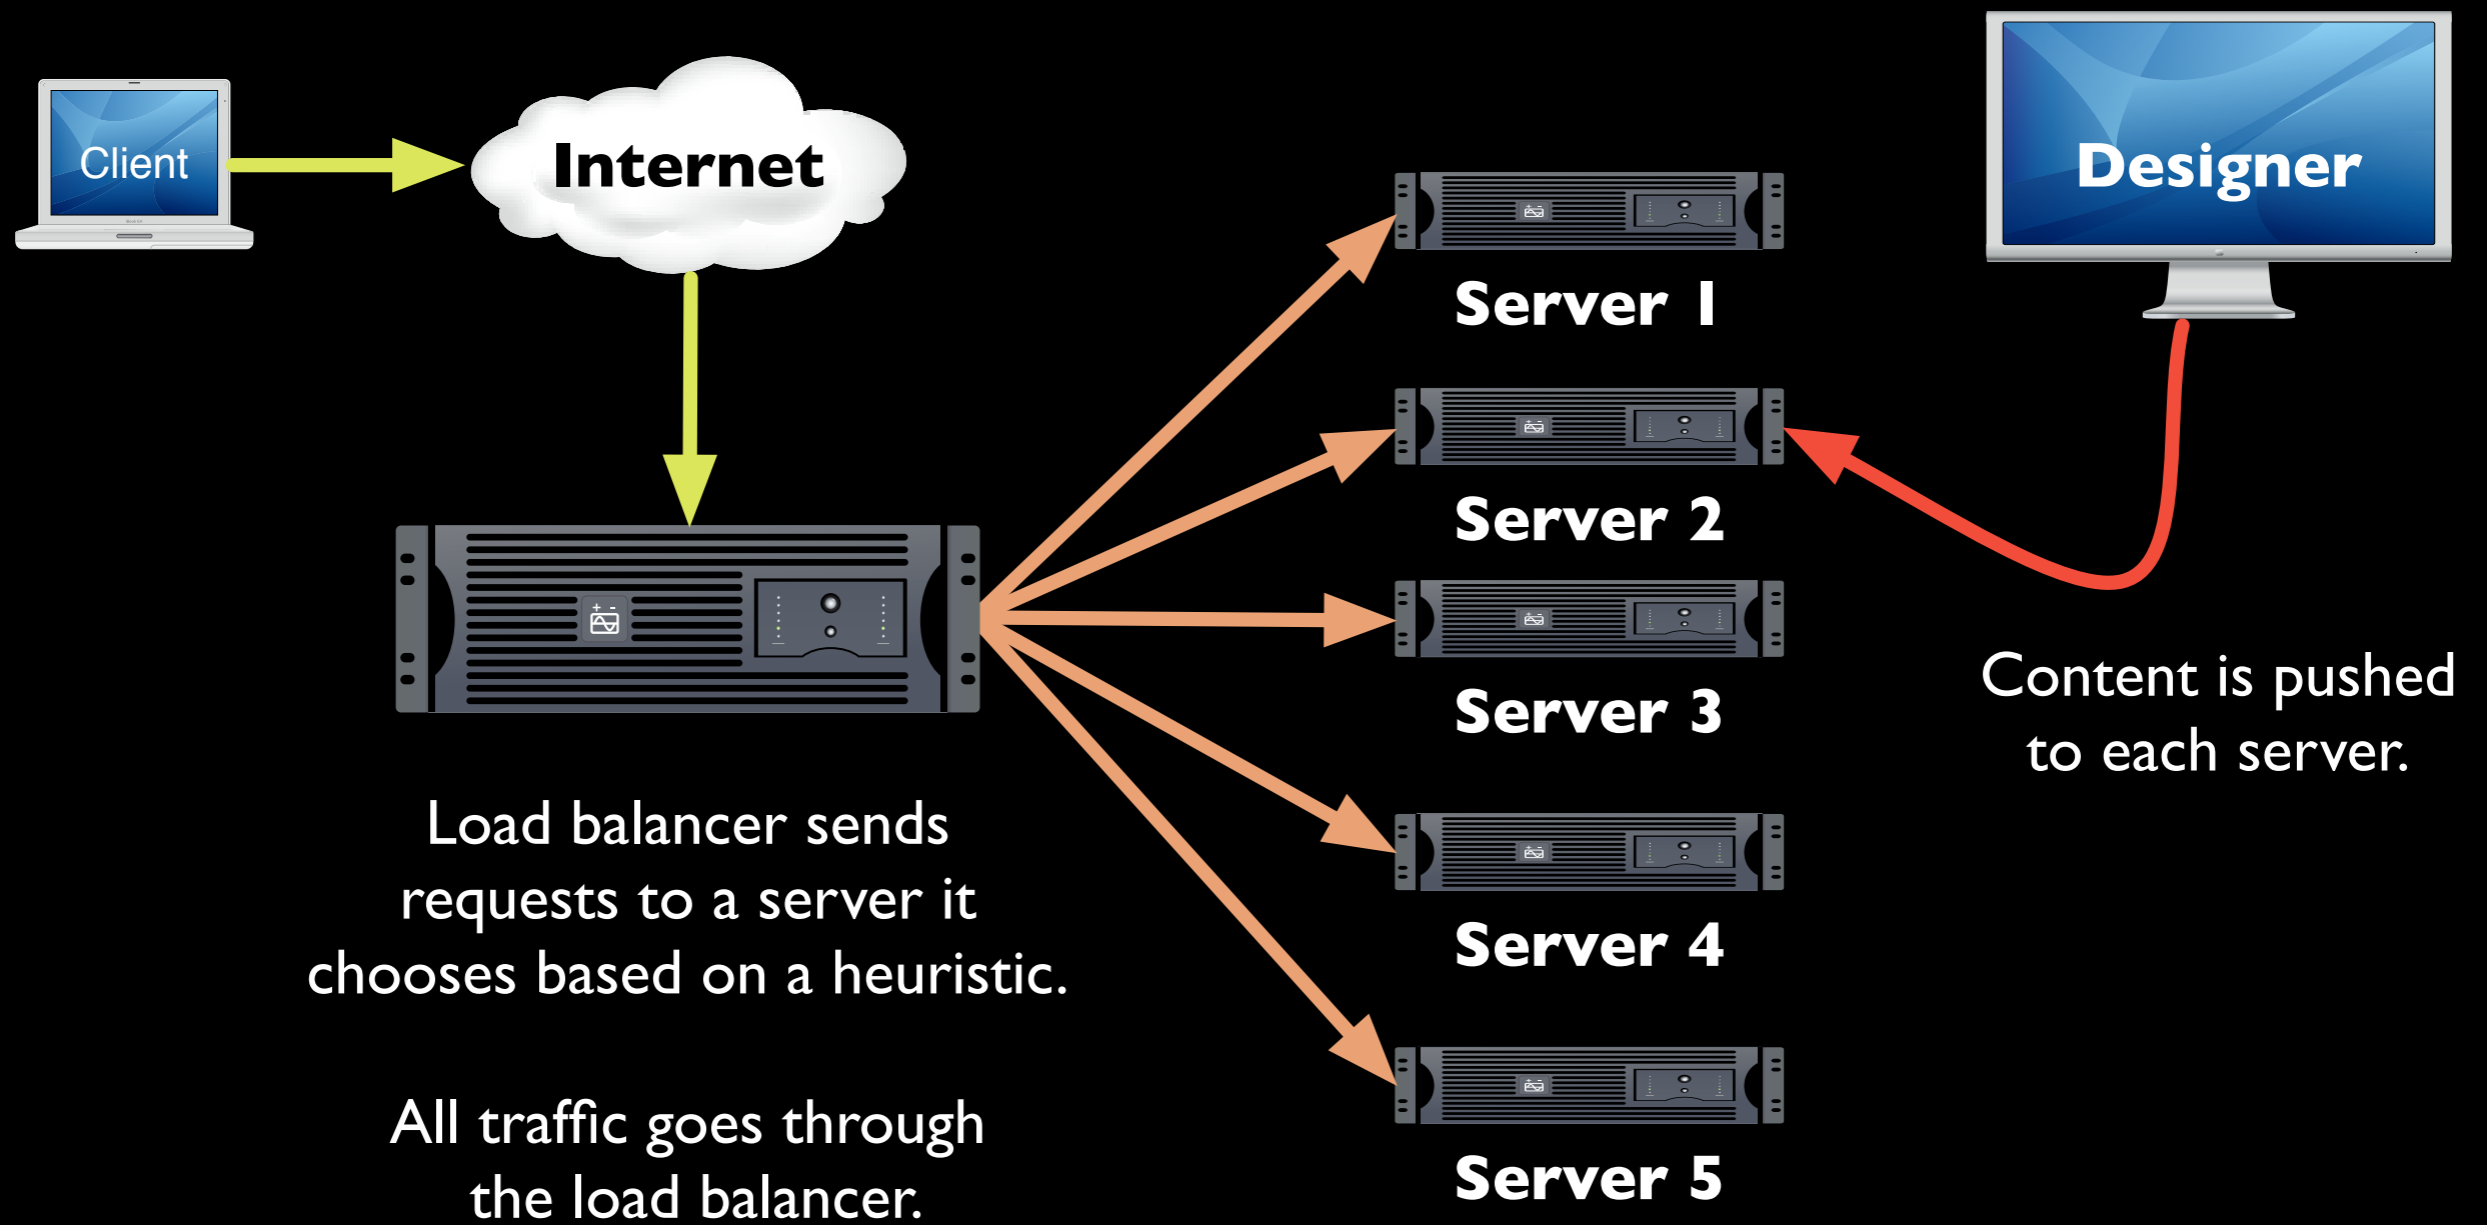 Client
Internet
Designer
Server 1
Server 2
Server 3
Server 4
Server 5
Content is pushed
to each server.
Load balancer sends
requests to a server it
chooses based on a heuristic.
All traffic goes through
the load balancer.